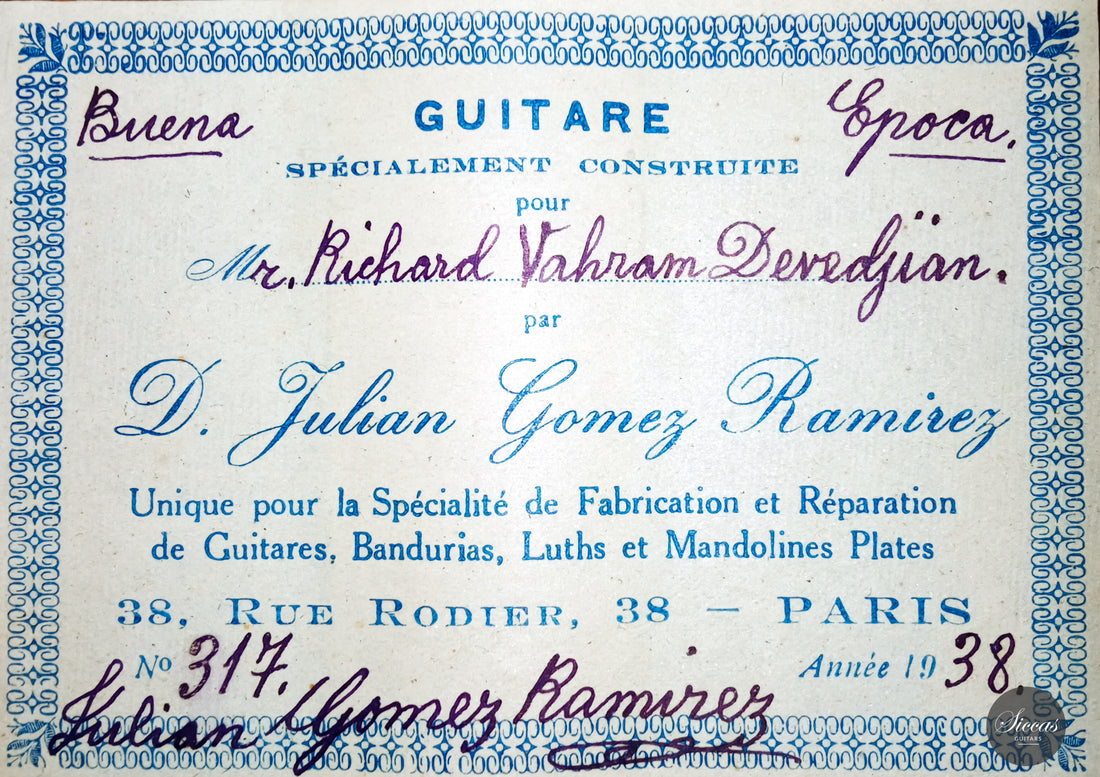 Buena GUITARE Epoca.
SPÉCIALEMENT CONSTRUITE
pour
Mr. Richard Vahram Devedjïan.
par
D. Julian Gomez Ramirez
Unique pour la Spécialité de Fabrication et Réparation
de Guitares, Bandurias, Luths et Mandolines Plates
38, RUE RODIER, 38 — PARIS
No 317. Année 1938.
Julian Gomez Ramirez
Siccas
GUITARS